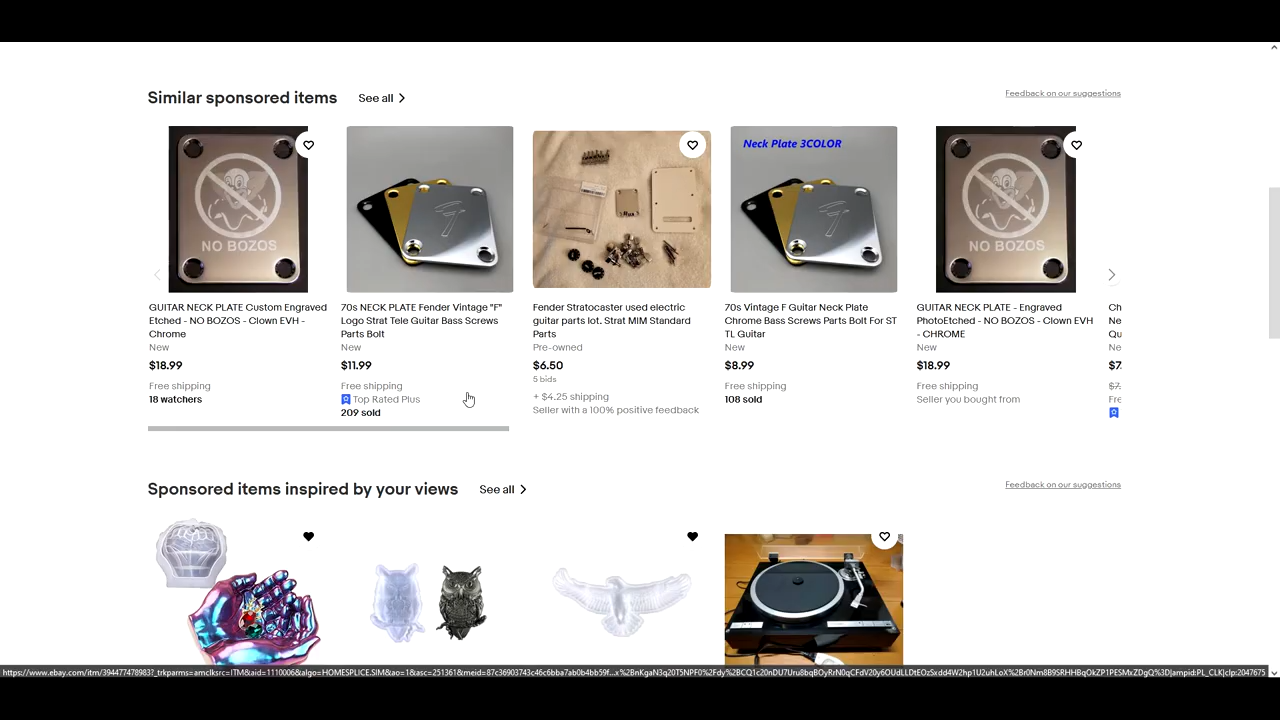 Similar sponsored items
See all
Feedback on our suggestions
NO BOZOS
Neck Plate 3COLOR
NO BOZOS
GUITAR NECK PLATE Custom Engraved
Etched - NO BOZOS - Clown EVH -
Chrome
New
$18.99
Free shipping
18 watchers
70s NECK PLATE Fender Vintage "F"
Logo Strat Tele Guitar Bass Screws
Parts Bolt
New
$11.99
Free shipping
Top Rated Plus
209 sold
Fender Stratocaster used electric
guitar parts lot. Strat MIM Standard
Parts
Pre-owned
$6.50
5 bids
+ $4.25 shipping
Seller with a 100% positive feedback
70s Vintage F Guitar Neck Plate
Chrome Bass Screws Parts Bolt For ST
TL Guitar
New
$8.99
Free shipping
108 sold
GUITAR NECK PLATE - Engraved
PhotoEtched - NO BOZOS - Clown EVH
- CHROME
New
$18.99
Free shipping
Seller you bought from
Ch
Ne
Qu
Ne
$7.
$7.
Fre
Sponsored items inspired by your views
See all
Feedback on our suggestions